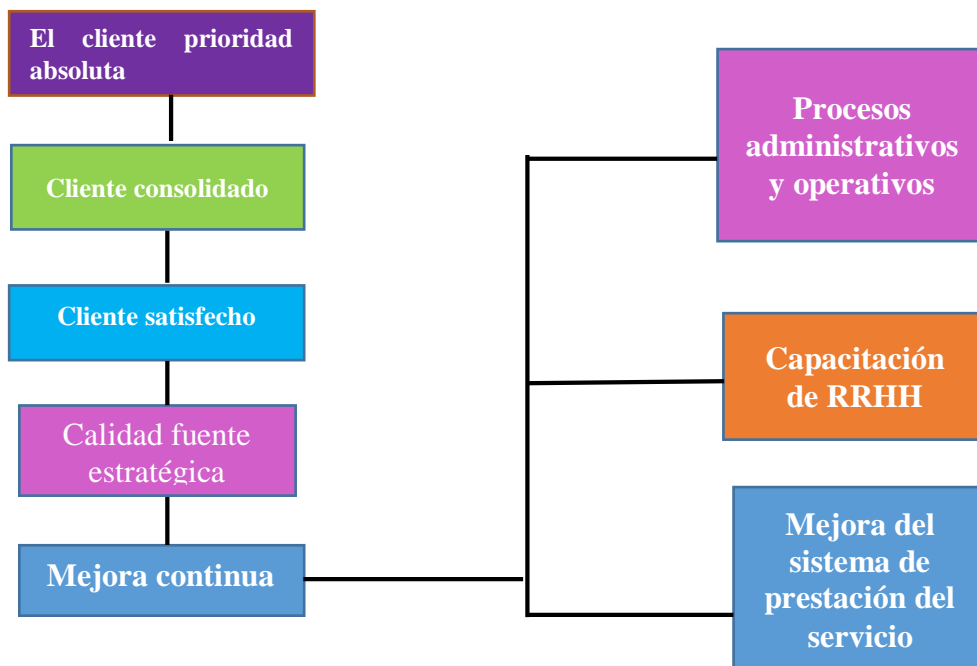 El cliente prioridad
absoluta
Cliente consolidado
Cliente satisfecho
Calidad fuente
estratégica
Mejora continua
Procesos
administrativos
y operativos
Capacitación
de RRHH
Mejora del
sistema de
prestación del
servicio